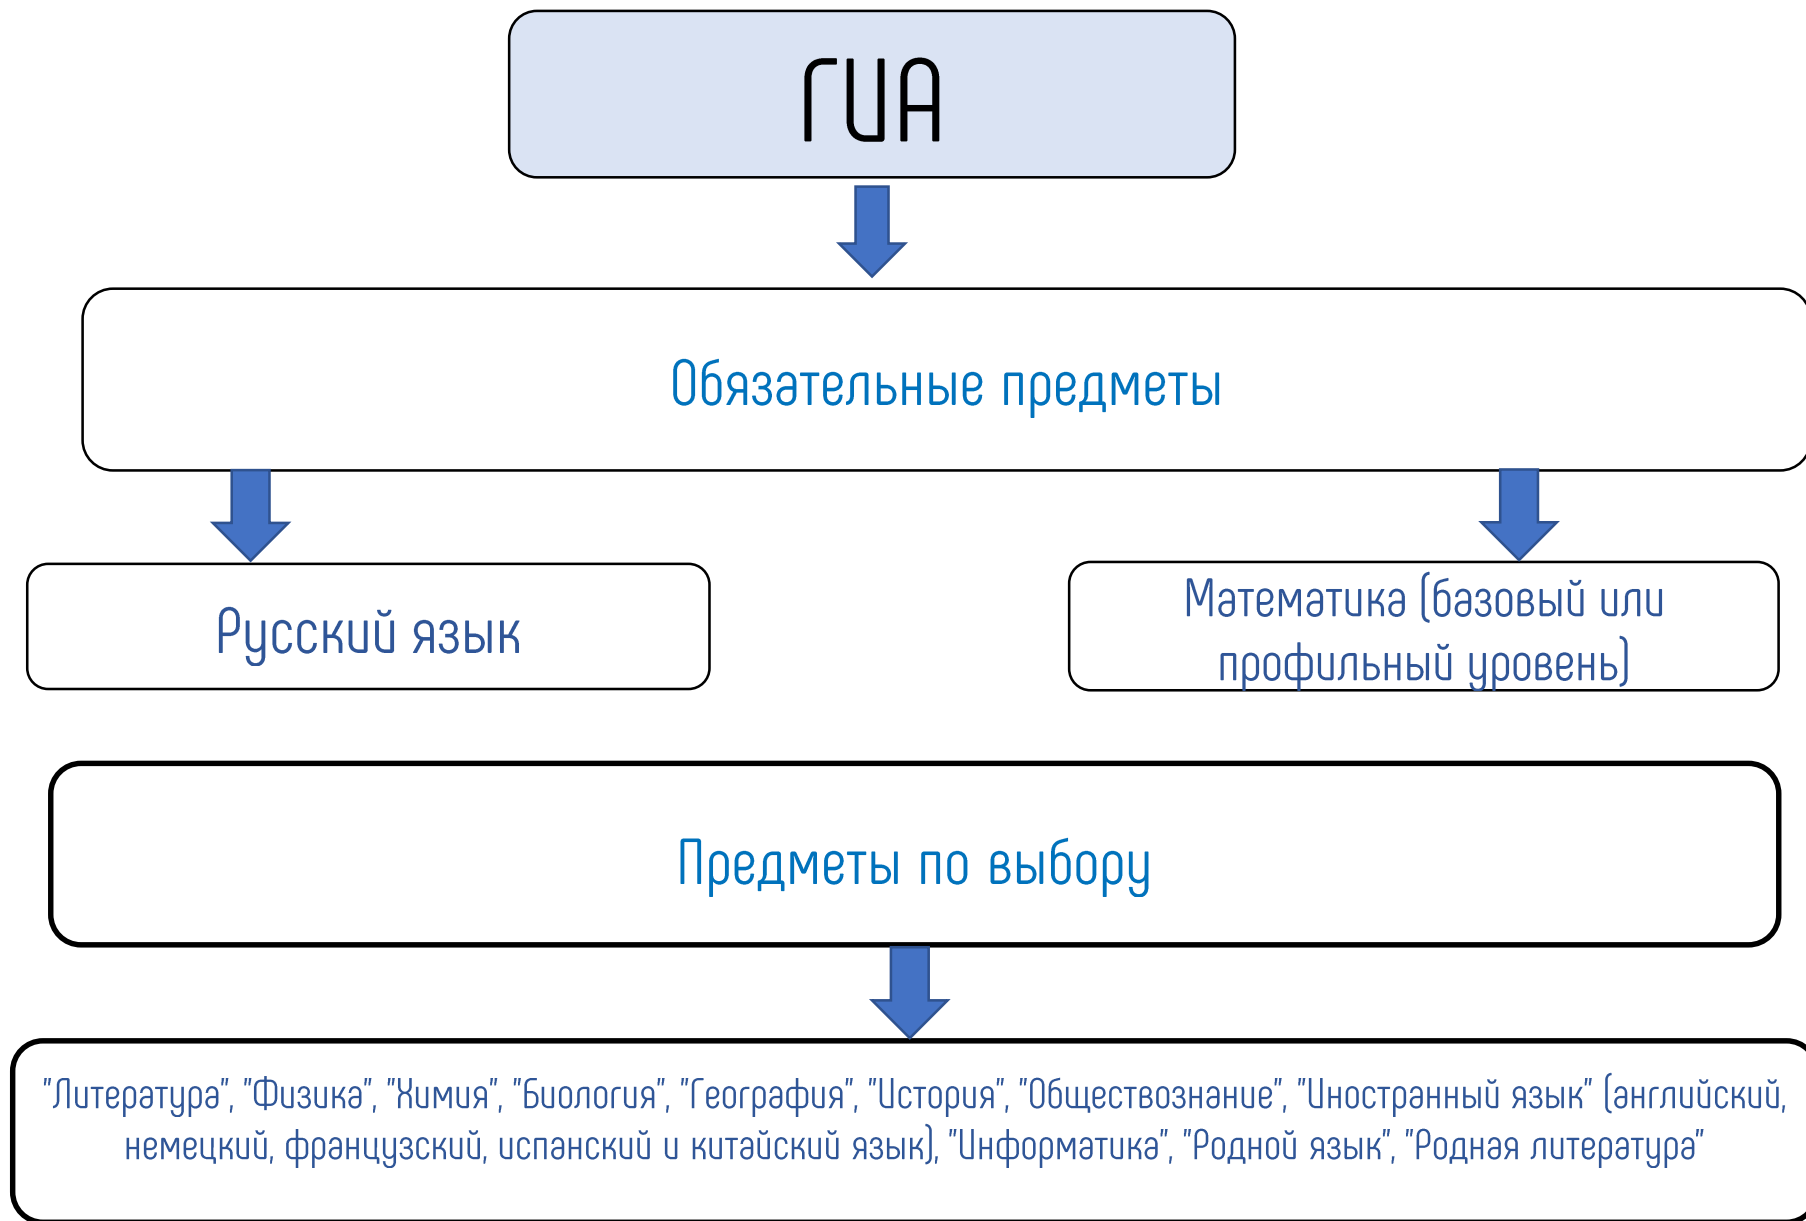 ГИА
Обязательные предметы
Русский язык
Математика (базовый или
профильный уровень)
Предметы по выбору
"Литература", "Физика", "Химия", "Биология", "География", "История", "Обществознание", "Иностранный язык" (английский,
немецкий, французский, испанский и китайский язык), "Информатика", "Родной язык", "Родная литература"